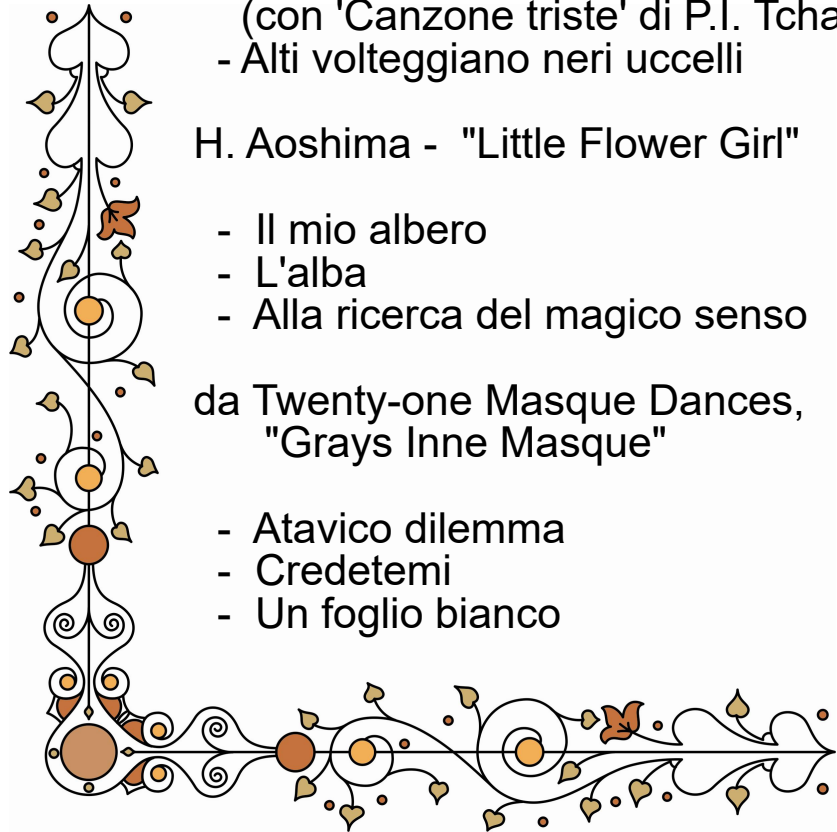 (con 'Canzone triste' di P.I. Tcha
- Alti volteggiano neri uccelli
H. Aoshima - "Little Flower Girl"
- Il mio albero
- L'alba
- Alla ricerca del magico senso
da Twenty-one Masque Dances,
"Grays Inne Masque"
- Atavico dilemma
- Credetemi
- Un foglio bianco